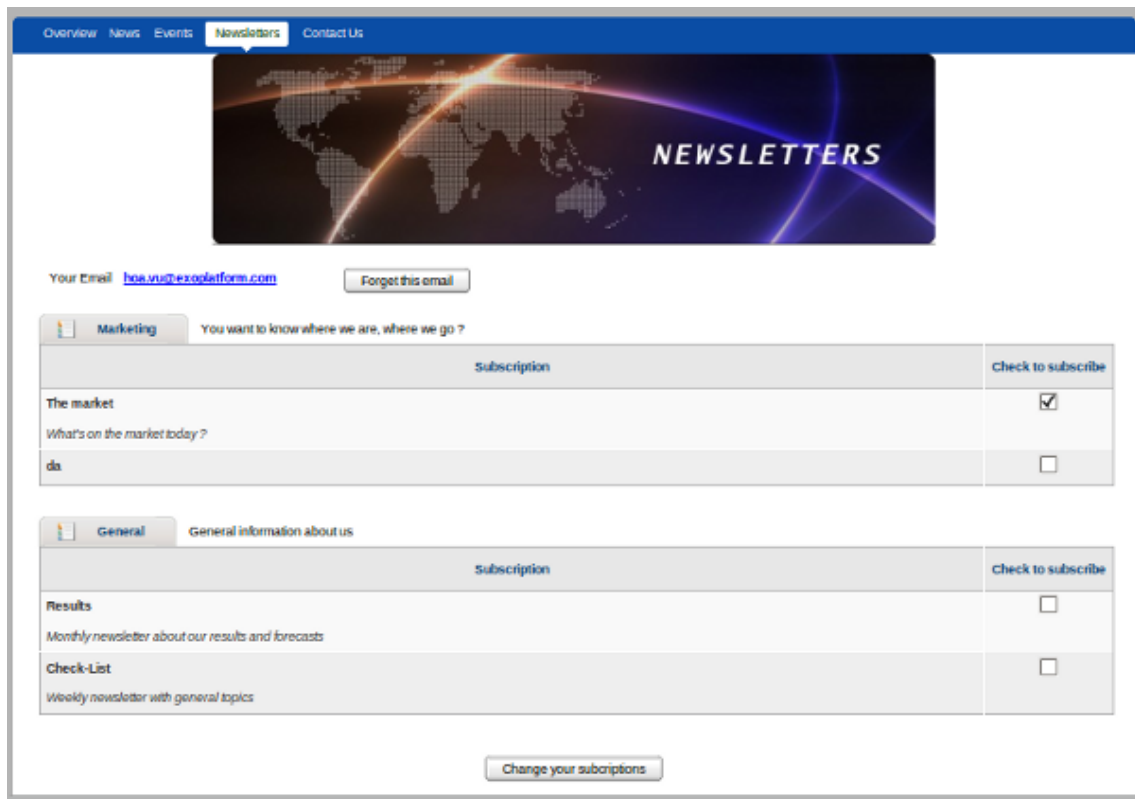 Overview News Events Newsletters Contact Us
NEWSLETTERS
Your Email hoa.vu@exoplatform.com Forget this email
Marketing You want to know where we are, where we go ?
Subscription Check to subscribe
The market
What's on the market today ?
da
General General information about us
Subscription Check to subscribe
Results
Monthly newsletter about our results and forecasts
Check-List
Weekly newsletter with general topics
Change your subcriptions